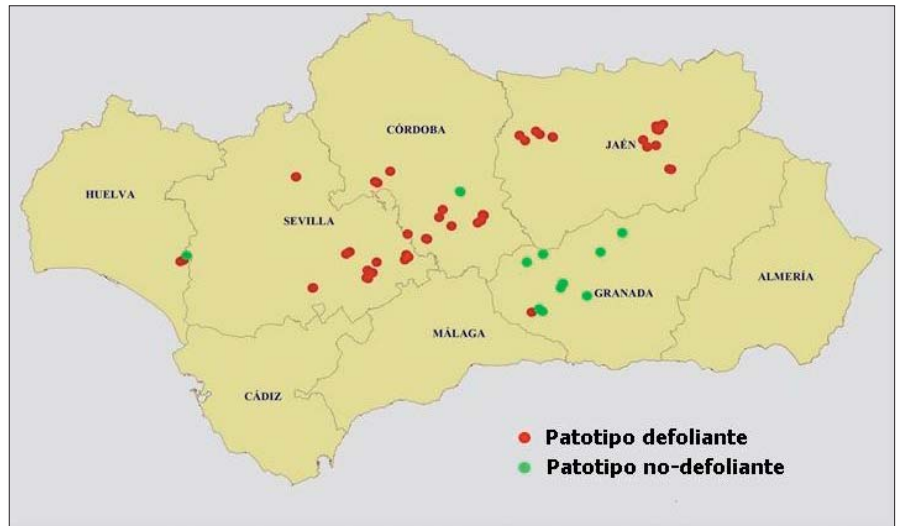 CÓRDOBA
JAÉN
HUELVA
SEVILLA
ALMERÍA
GRANADA
MÁLAGA
CÁDIZ
Patotipo defoliante
Patotipo no-defoliante